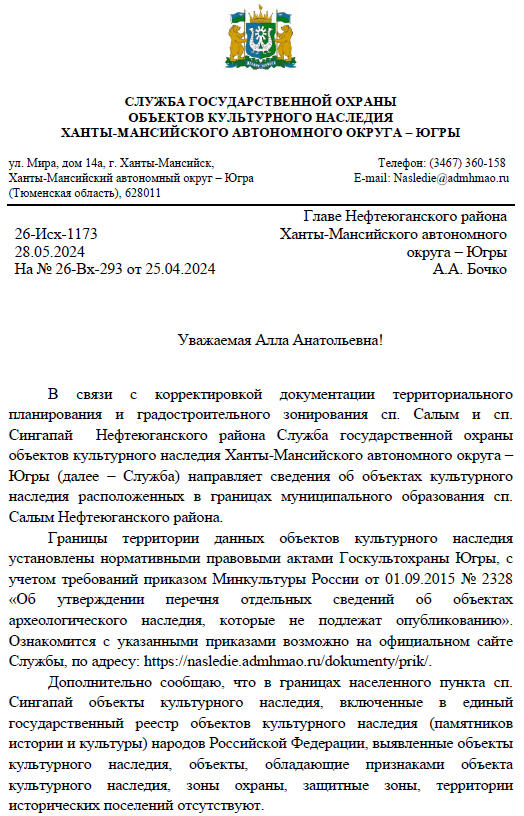 СЛУЖБА ГОСУДАРСТВЕННОЙ ОХРАНЫ
ОБЪЕКТОВ КУЛЬТУРНОГО НАСЛЕДИЯ
ХАНТЫ-МАНСИЙСКОГО АВТОНОМНОГО ОКРУГА – ЮГРЫ
ул. Мира, дом 14а, г. Ханты-Мансийск,
Ханты-Мансийский автономный округ – Югра
(Тюменская область), 628011
Телефон: (3467) 360-158
E-mail: Nasledie@admhmao.ru
26-Исх-1173
28.05.2024
На № 26-Вх-293 от 25.04.2024
Главе Нефтеюганского района
Ханты-Мансийского автономного
округа – Югры
А.А. Бочко
Уважаемая Алла Анатольевна!
В связи с корректировкой документации территориального
планирования и градостроительного зонирования сп. Салым и сп.
Сингапай Нефтеюганского района Служба государственной охраны
объектов культурного наследия Ханты-Мансийского автономного округа –
Югры (далее – Служба) направляет сведения об объектах культурного
наследия расположенных в границах муниципального образования сп.
Салым Нефтеюганского района.
Границы территории данных объектов культурного наследия
установлены нормативными правовыми актами Госкультохраны Югры, с
учетом требований приказом Минкультуры России от 01.09.2015 № 2328
«Об утверждении перечня отдельных сведений об объектах
археологического наследия, которые не подлежат опубликованию».
Ознакомится с указанными приказами возможно на официальном сайте
Службы, по адресу: https://nasledie.admhmao.ru/dokumenty/prik/.
Дополнительно сообщаю, что в границах населенного пункта сп.
Сингапай объекты культурного наследия, включенные в единый
государственный реестр объектов культурного наследия (памятников
истории и культуры) народов Российской Федерации, выявленные объекты
культурного наследия, объекты, обладающие признаками объекта
культурного наследия, зоны охраны, защитные зоны, территории
исторических поселений отсутствуют.